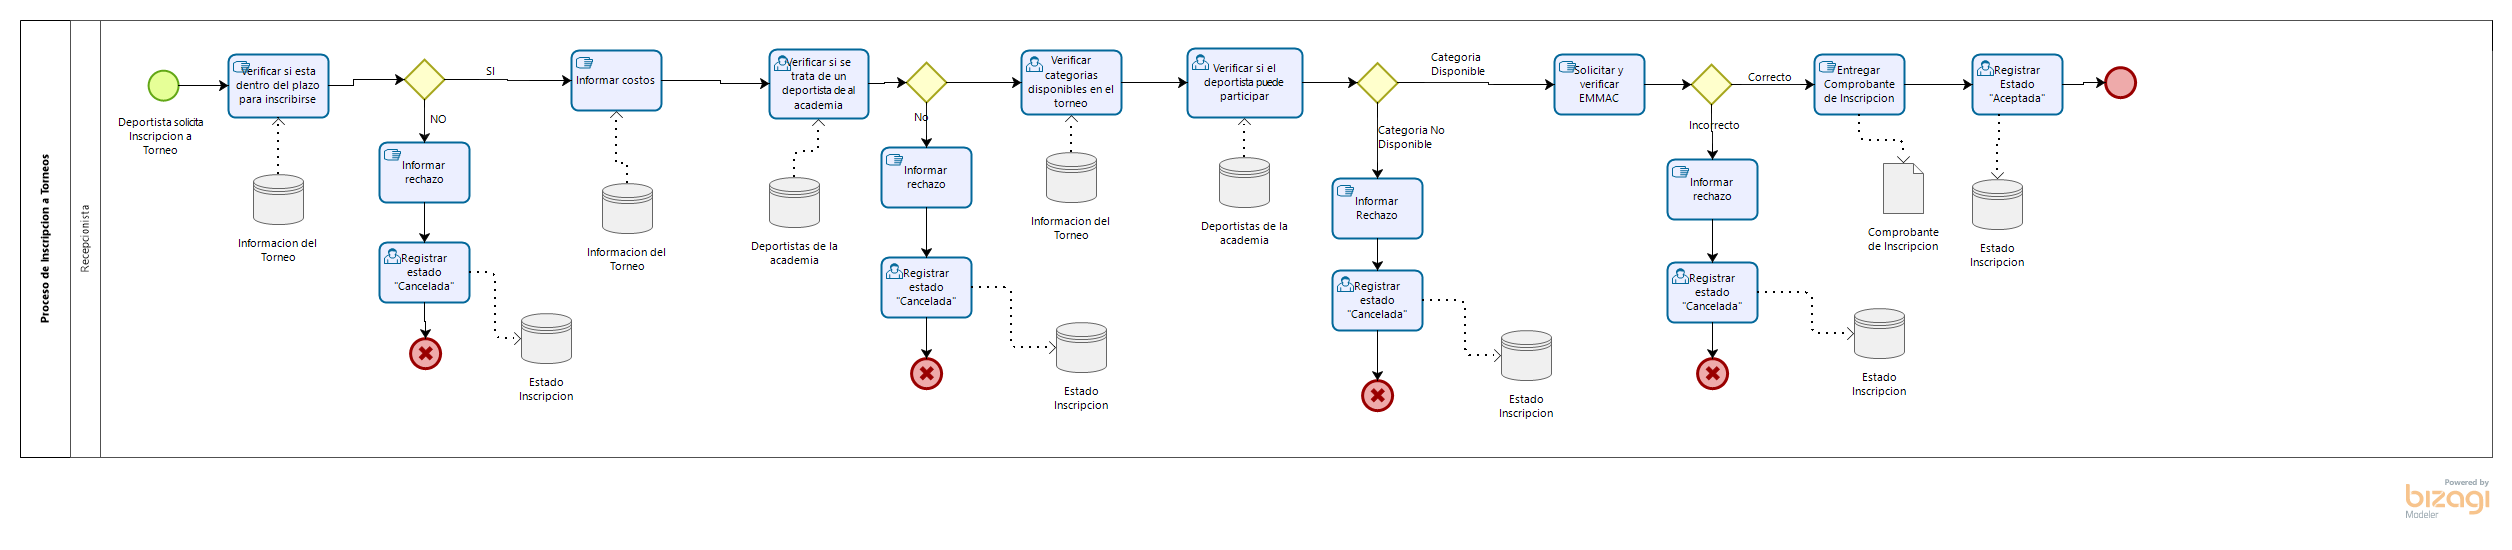 Proceso de Inscripcion a Torneos
Recepcionista
Deportista solicita
Inscripcion a
Torneo
Verificar si esta
dentro del plazo
para inscribirse
Informacion del
Torneo
SI
NO
Informar
rechazo
Registrar
estado
"Cancelada"
Estado
Inscripcion
Informar costos
Informacion del
Torneo
Verificar si se
trata de un
deportista de al
academia
Deportistas de la
academia
No
Informar
rechazo
Registrar
estado
"Cancelada"
Estado
Inscripcion
Verificar
categorias
disponibles en el
torneo
Informacion del
Torneo
Verificar si el
deportista puede
participar
Deportistas de la
academia
Categoria
Disponible
Categoria No
Disponible
Informar
Rechazo
Registrar
estado
"Cancelada"
Estado
Inscripcion
Solicitar y
verificar
EMMAC
Correcto
Incorrecto
Informar
rechazo
Registrar
estado
"Cancelada"
Estado
Inscripcion
Entregar
Comprobante
de Inscripcion
Comprobante
de Inscripcion
Registrar
Estado
"Aceptada"
Estado
Inscripcion
Powered by
bizagi
Modeler